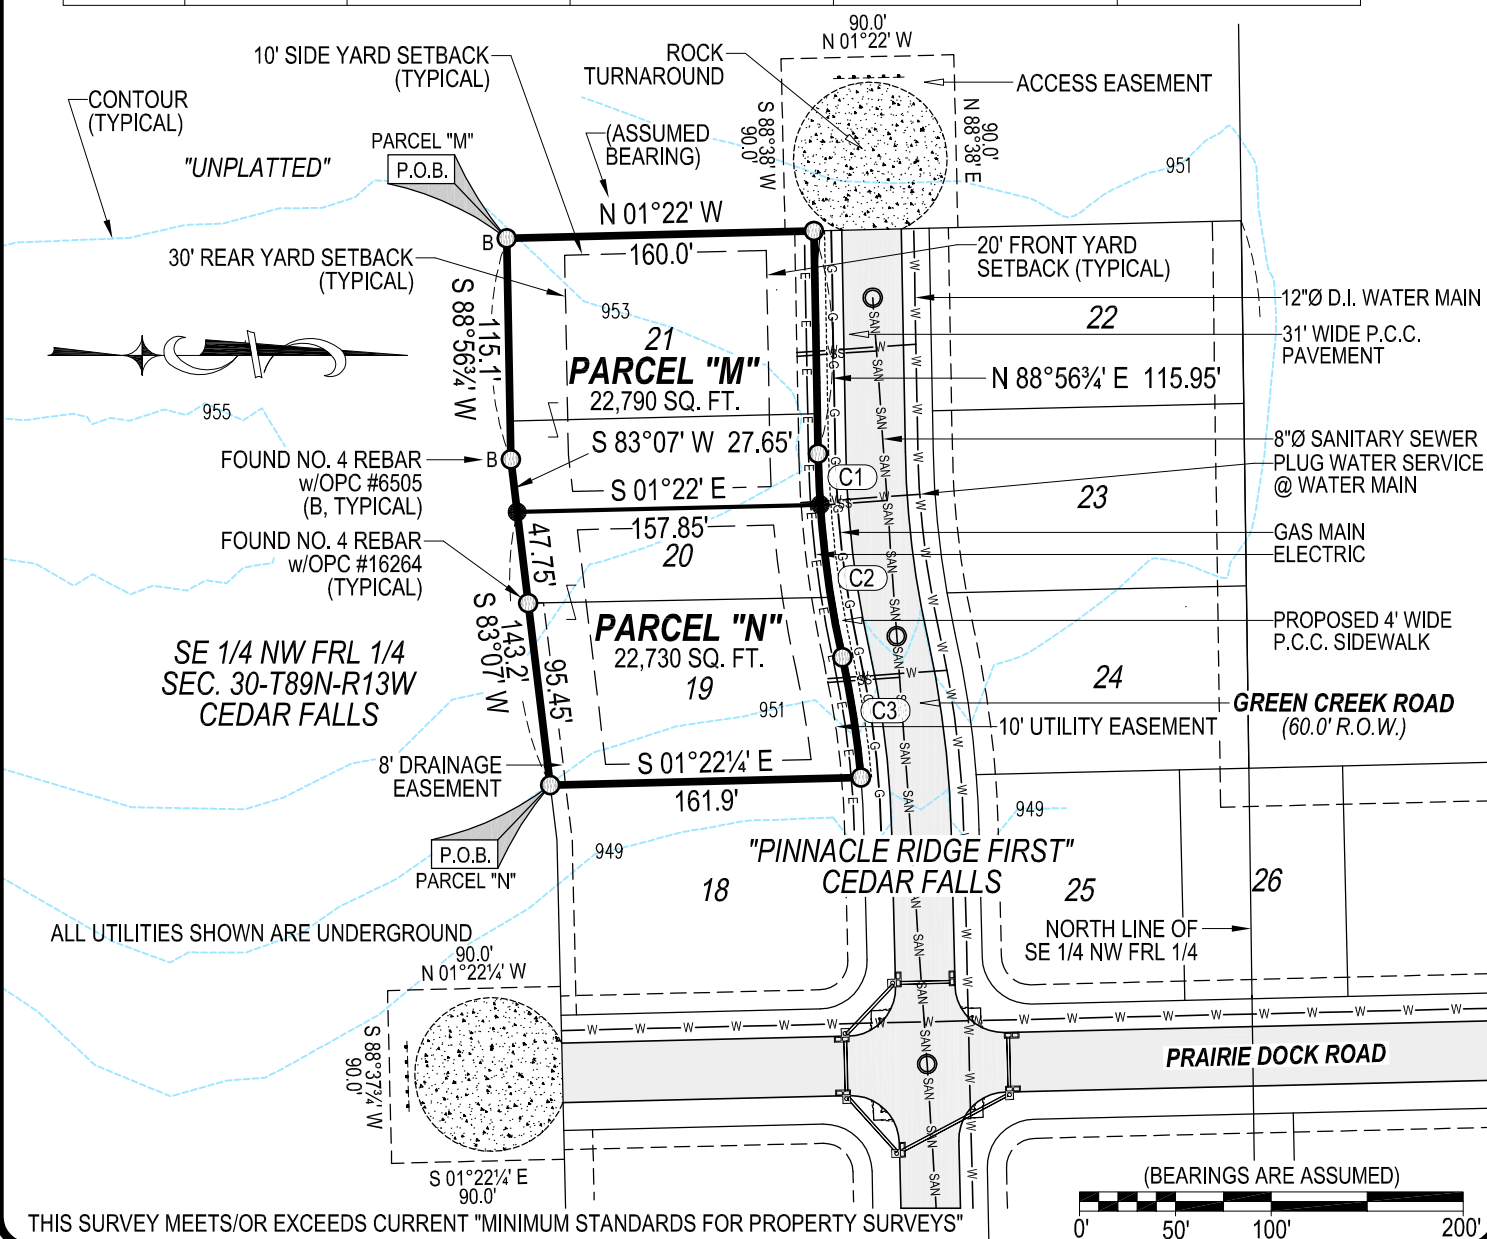 90.0'
N 01°22' W
10' SIDE YARD SETBACK
(TYPICAL)
ROCK
TURNAROUND
ACCESS EASEMENT
CONTOUR
(TYPICAL)
PARCEL "M"
P.O.B.
"UNPLATTED"
(ASSUMED
BEARING)
S 88°38' W
90.0'
90.0'
N 88°38' E
951
N 01°22' W
160.0'
B
30' REAR YARD SETBACK
(TYPICAL)
20' FRONT YARD
SETBACK (TYPICAL)
12"Ø D.I. WATER MAIN
31' WIDE P.C.C.
PAVEMENT
953
21
PARCEL "M"
22,790 SQ. FT.
22
115.1'
S 88°56¾' W
N 88°56¾' E 115.95'
955
S 83°07' W 27.65'
FOUND NO. 4 REBAR
w/OPC #6505
(B, TYPICAL)
B
C1
8"Ø SANITARY SEWER
PLUG WATER SERVICE
@ WATER MAIN
S 01°22' E
157.85'
23
FOUND NO. 4 REBAR
w/OPC #16264
(TYPICAL)
47.75'
20
GAS MAIN
ELECTRIC
C2
PARCEL "N"
22,730 SQ. FT.
19
PROPOSED 4' WIDE
P.C.C. SIDEWALK
SE 1/4 NW FRL 1/4
SEC. 30-T89N-R13W
CEDAR FALLS
143.2'
S 83°07' W
95.45'
24
GREEN CREEK ROAD
(60.0' R.O.W.)
951
C3
10' UTILITY EASEMENT
8' DRAINAGE
EASEMENT
S 01°22¼' E
161.9'
P.O.B.
PARCEL "N"
949
949
"PINNACLE RIDGE FIRST"
CEDAR FALLS
18
25
26
NORTH LINE OF
SE 1/4 NW FRL 1/4
ALL UTILITIES SHOWN ARE UNDERGROUND
90.0'
N 01°22¼' W
S 88°37¾' W
90.0'
PRAIRIE DOCK ROAD
S 01°22¼' E
90.0'
(BEARINGS ARE ASSUMED)
0' 50' 100' 200'
THIS SURVEY MEETS/OR EXCEEDS CURRENT "MINIMUM STANDARDS FOR PROPERTY SURVEYS"